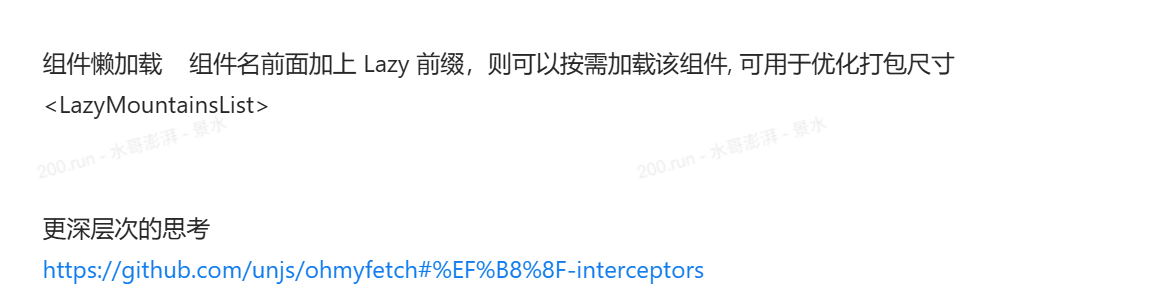 组件懒加载 组件名前面加上 Lazy 前缀，则可以按需加载该组件, 可用于优化打包尺寸
<LazyMountainsList>
200.run - 水哥澎湃 - 景水
200.run - 水哥澎湃 - 景水
更深层次的思考
https://github.com/unjs/ohmyfetch#%EF%B8%8F-interceptors